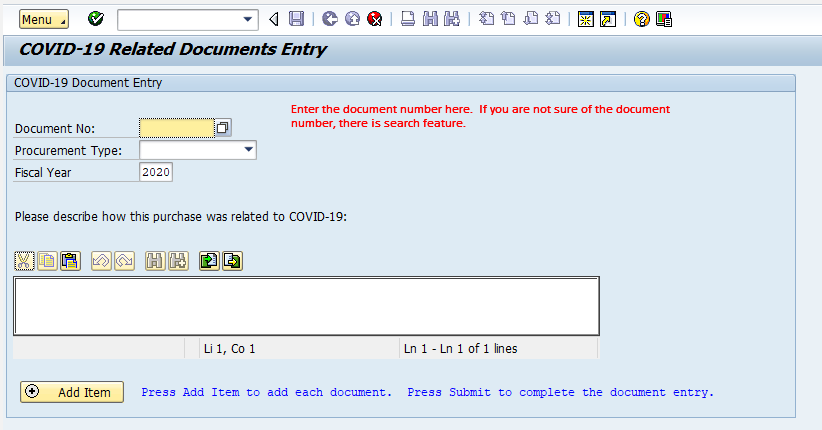 Menu
COVID-19 Related Documents Entry
COVID-19 Document Entry
Enter the document number here.  If you are not sure of the document
number, there is search feature.
Document No:
Procurement Type:
Fiscal Year 2020
Please describe how this purchase was related to COVID-19:
Li 1, Co 1 Ln 1 - Ln 1 of 1 lines
Add Item Press Add Item to add each document.  Press Submit to complete the document entry.